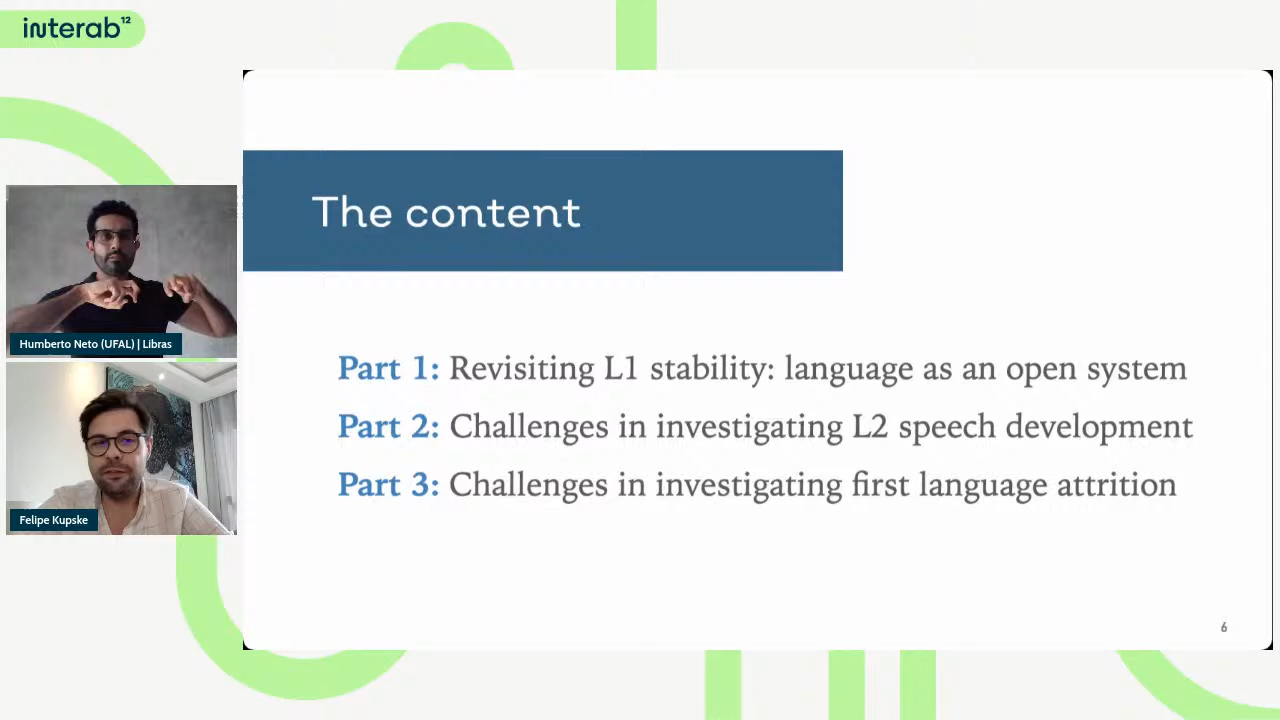 interab¹²
The content
Part 1: Revisiting L1 stability: language as an open system
Part 2: Challenges in investigating L2 speech development
Part 3: Challenges in investigating first language attrition
6
Humberto Neto (UFAL) | Libras
Felipe Kupske